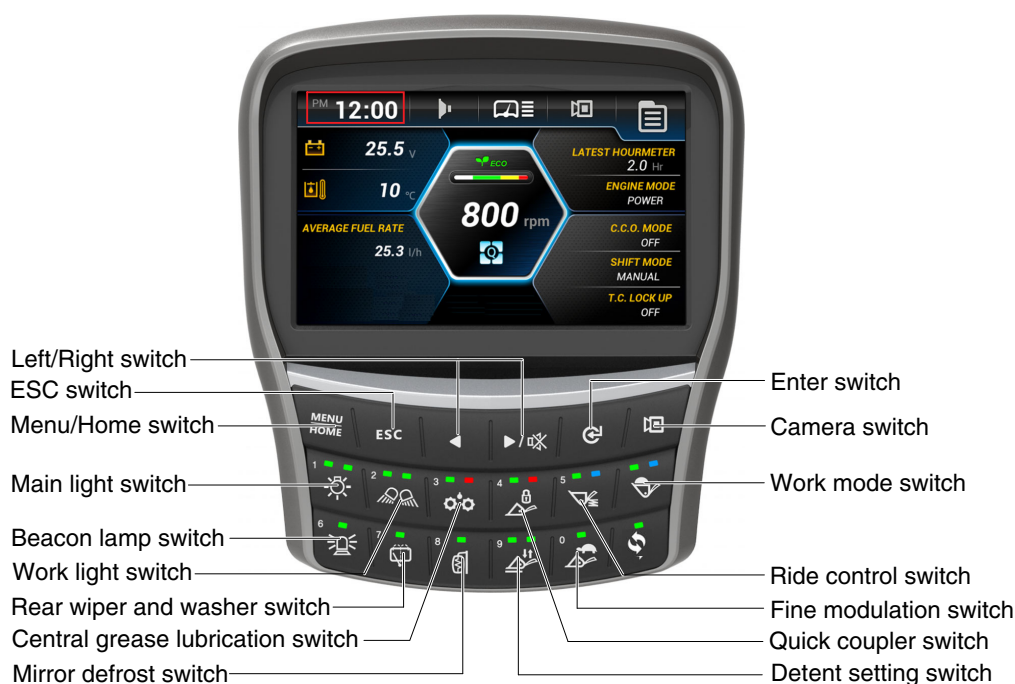 PM 12:00
25.5 V
10 ℃
AVERAGE FUEL RATE
25.3 l/h
ECO
800 rpm
Q
LATEST HOURMETER
2.0 Hr
ENGINE MODE
POWER
C.C.O. MODE
OFF
SHIFT MODE
MANUAL
T.C. LOCK UP
OFF
Left/Right switch
ESC switch
Menu/Home switch
Main light switch
Beacon lamp switch
Work light switch
Rear wiper and washer switch
Central grease lubrication switch
Mirror defrost switch
MENU
HOME
ESC
1
2
3
4
5
6
7
8
9
0
Enter switch
Camera switch
Work mode switch
Ride control switch
Fine modulation switch
Quick coupler switch
Detent setting switch